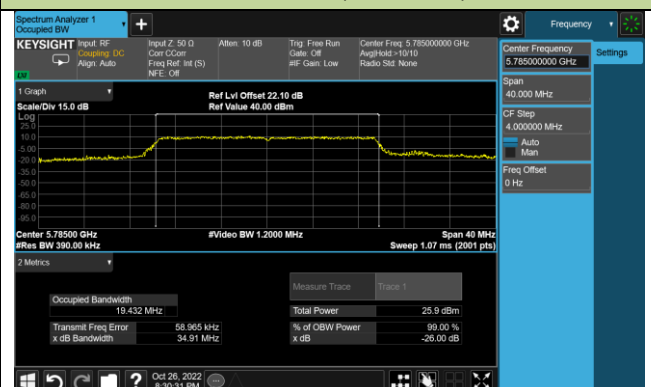 Spectrum Analyzer 1
Occupied BW
Frequency
KEYSIGHT
Input: RF
Coupling: DC
Align: Auto
Input Z: 50 Ω
Corr CCorr
Freq Ref: Int (S)
NFE: Off
Atten: 10 dB
Trig: Free Run
Gate: Off
#IF Gain: Low
Center Freq: 5.785000000 GHz
Avg|Hold:>10/10
Radio Std: None
LXI
Center Frequency
5.785000000 GHz
Settings
Span
40.000 MHz
CF Step
4.000000 MHz
Auto
Man
Freq Offset
0 Hz
1 Graph
Scale/Div 15.0 dB
Ref Lvl Offset 22.10 dB
Ref Value 40.00 dBm
Log
25.0
10.0
-5.00
-20.0
-35.0
-50.0
-65.0
-80.0
-95.0
Center 5.78500 GHz
#Video BW 1.2000 MHz
Span 40 MHz
#Res BW 390.00 kHz
Sweep 1.07 ms (2001 pts)
2 Metrics
Measure Trace
Trace 1
Occupied Bandwidth
19.432 MHz
Total Power
25.9 dBm
Transmit Freq Error
58.965 kHz
% of OBW Power
99.00 %
x dB Bandwidth
34.91 MHz
x dB
-26.00 dB
?
Oct 26, 2022
8:30:31 PM